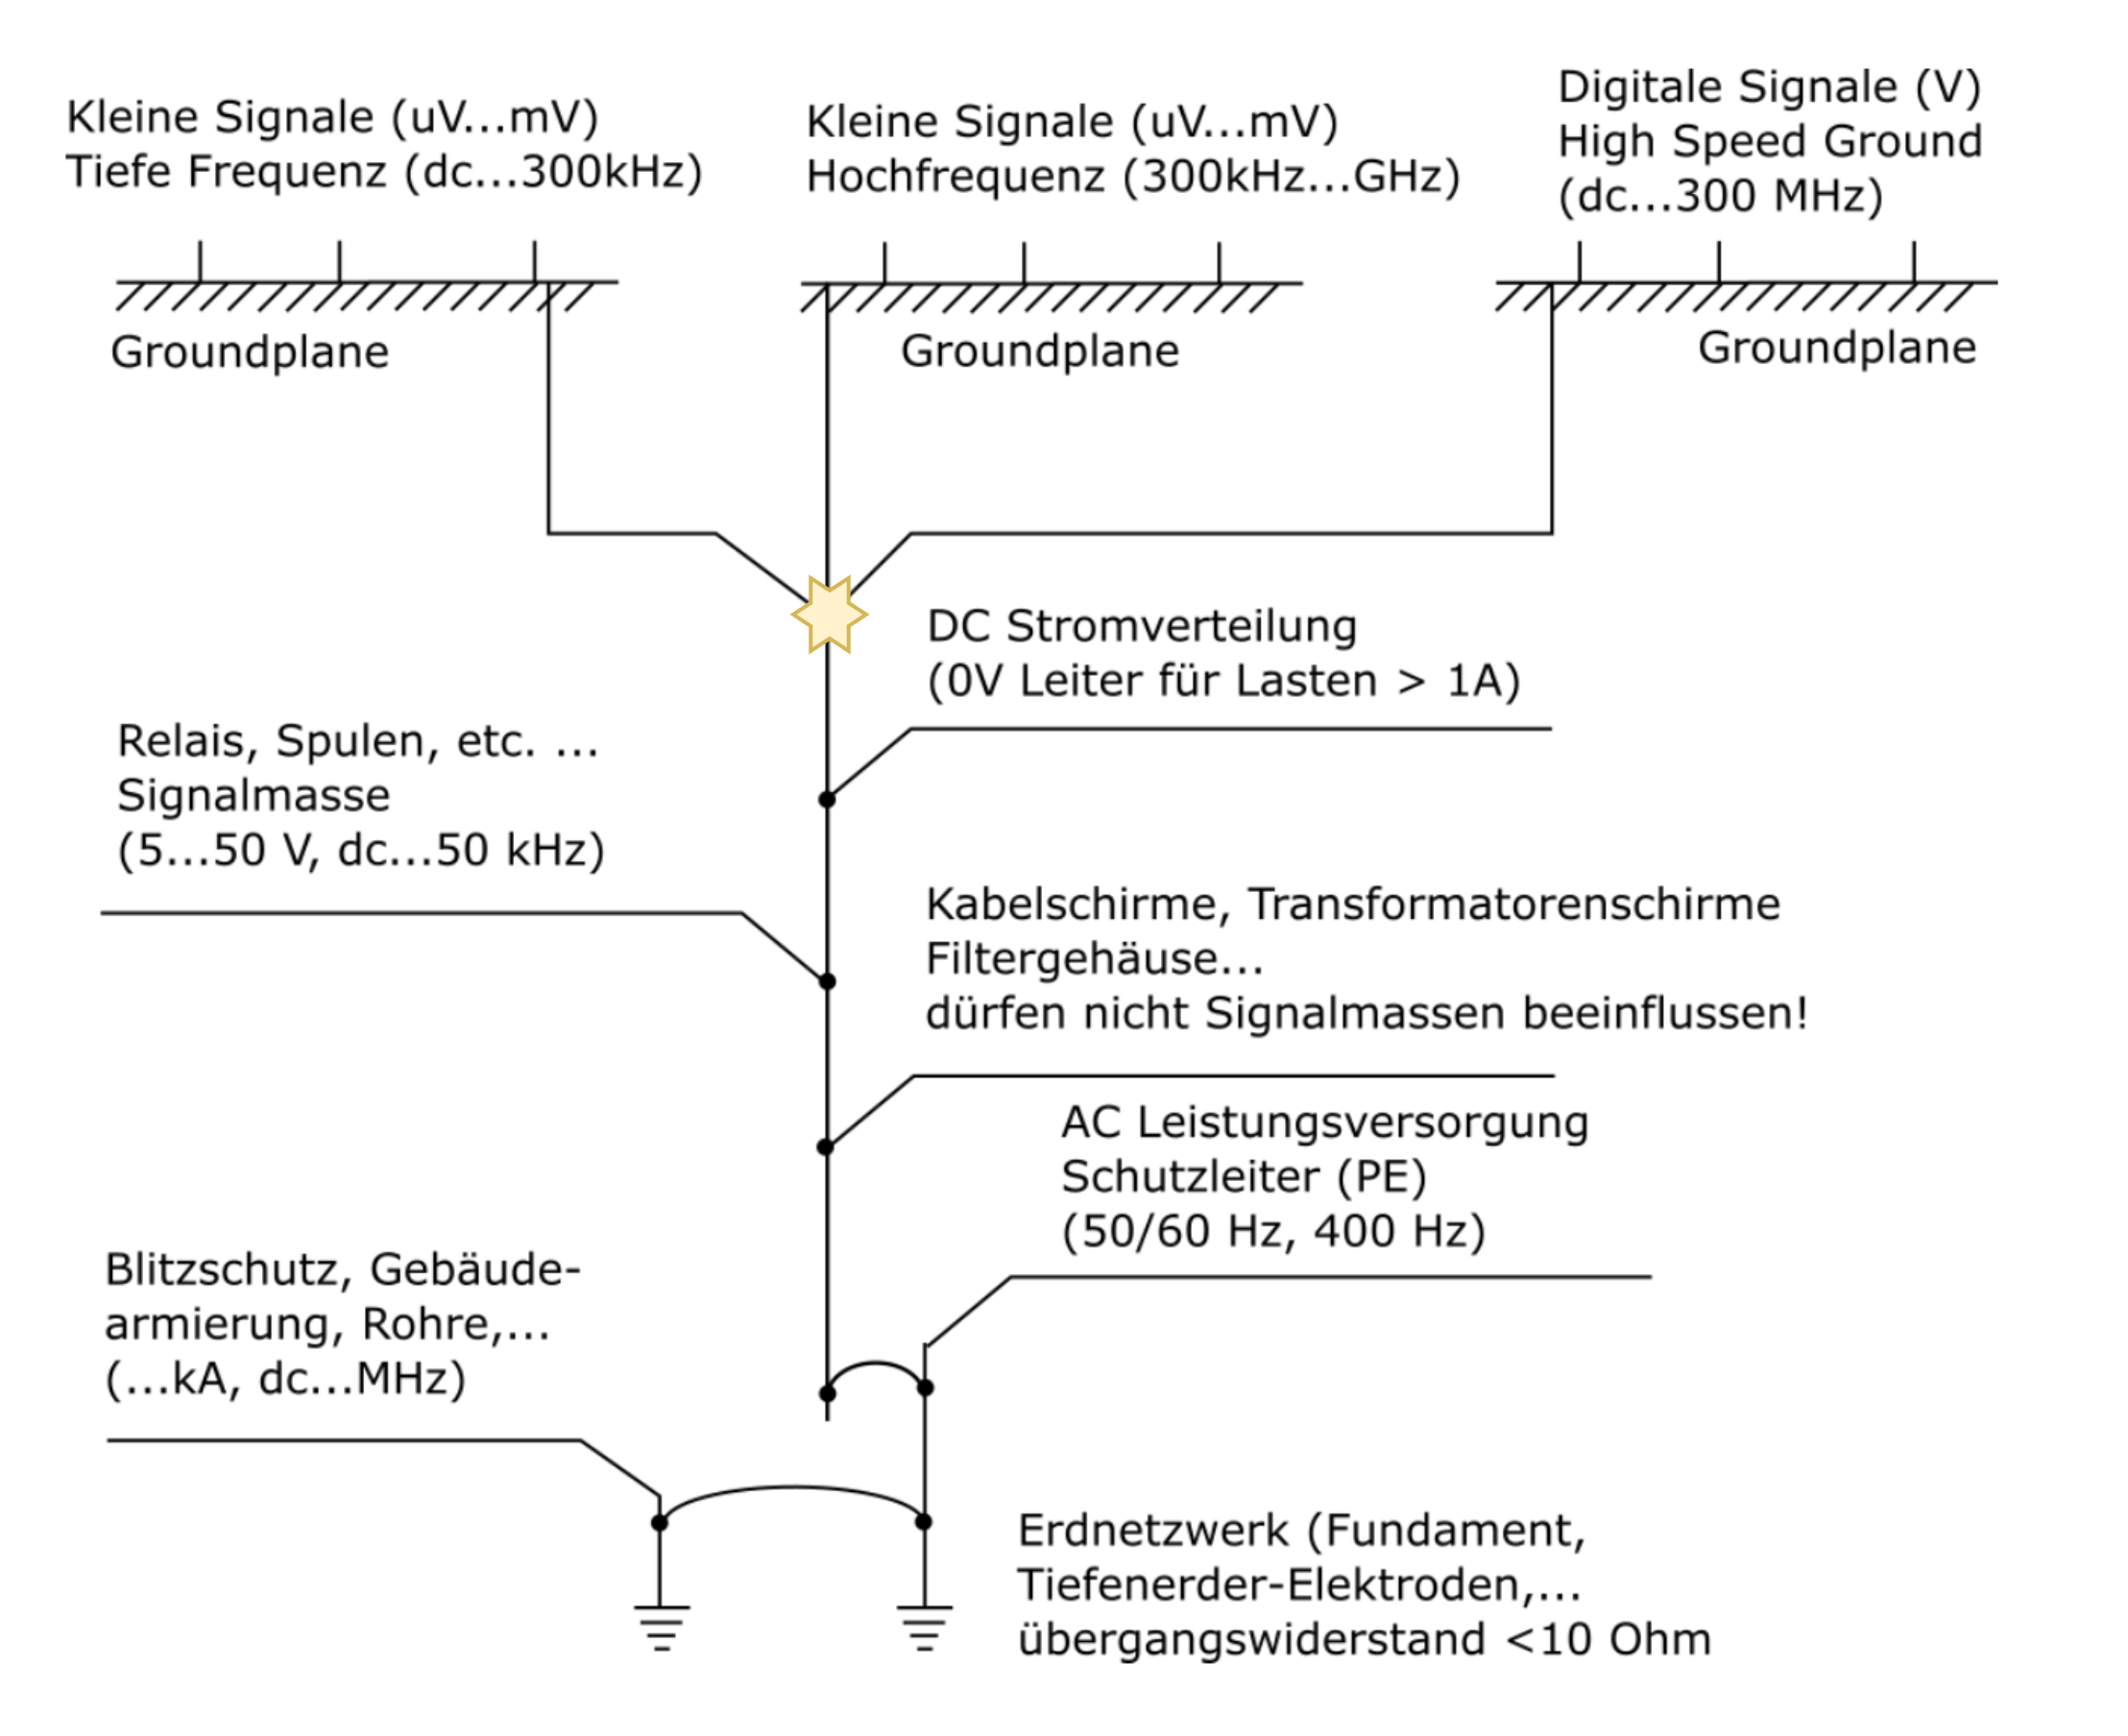 Kleine Signale (uV...mV)
Tiefe Frequenz (dc...300kHz)
Kleine Signale (uV...mV)
Hochfrequenz (300kHz...GHz)
Digitale Signale (V)
High Speed Ground
(dc...300 MHz)
Groundplane
Groundplane
Groundplane
DC Stromverteilung
(0V Leiter für Lasten > 1A)
Relais, Spulen, etc. ...
Signalmasse
(5...50 V, dc...50 kHz)
Kabelschirme, Transformatorenschirme
Filtergehäuse...
dürfen nicht Signalmassen beeinflussen!
AC Leistungsversorgung
Schutzleiter (PE)
(50/60 Hz, 400 Hz)
Blitzschutz, Gebäude-
armierung, Rohre,...
(...kA, dc...MHz)
Erdnetzwerk (Fundament,
Tiefenerder-Elektroden,...
übergangswiderstand <10 Ohm